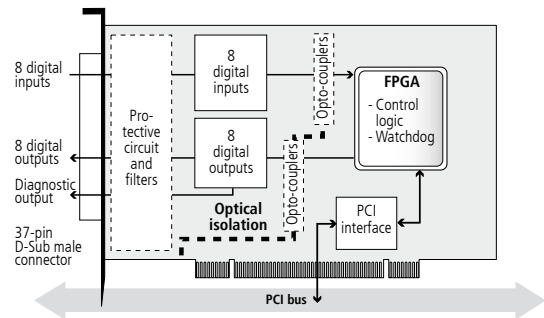 8 digital
inputs
8 digital
outputs
Diagnostic
output
37-pin
D-Sub male
connector
Pro-
tective
circuit
and
filters
8
digital
inputs
8
digital
outputs
Optical
isolation
Opto-couplers
Opto-couplers
FPGA
- Control
logic
- Watchdog
PCI
interface
PCI bus